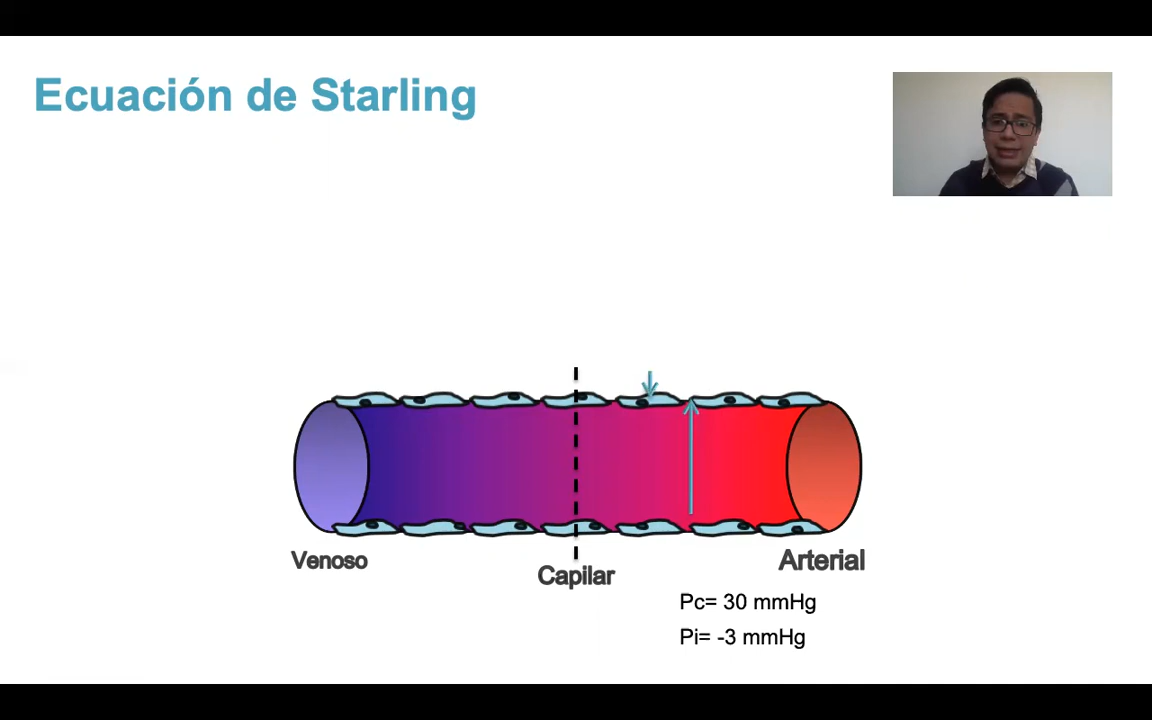 Ecuación de Starling
Venoso
Capilar
Arterial
Pc= 30 mmHg
Pi= -3 mmHg